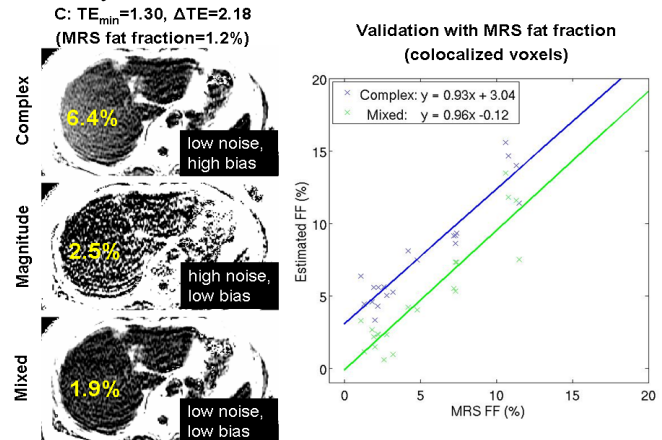 C: TEmin=1.30, ΔTE=2.18
(MRS fat fraction=1.2%)
Complex
6.4%
low noise,
high bias
Magnitude
2.5%
high noise,
low bias
Mixed
1.9%
low noise,
low bias
Validation with MRS fat fraction
(colocalized voxels)
Complex: y = 0.93x + 3.04
Mixed: y = 0.96x -0.12
Estimated FF (%)
20
15
10
5
0
0 5 10 15 20
MRS FF (%)